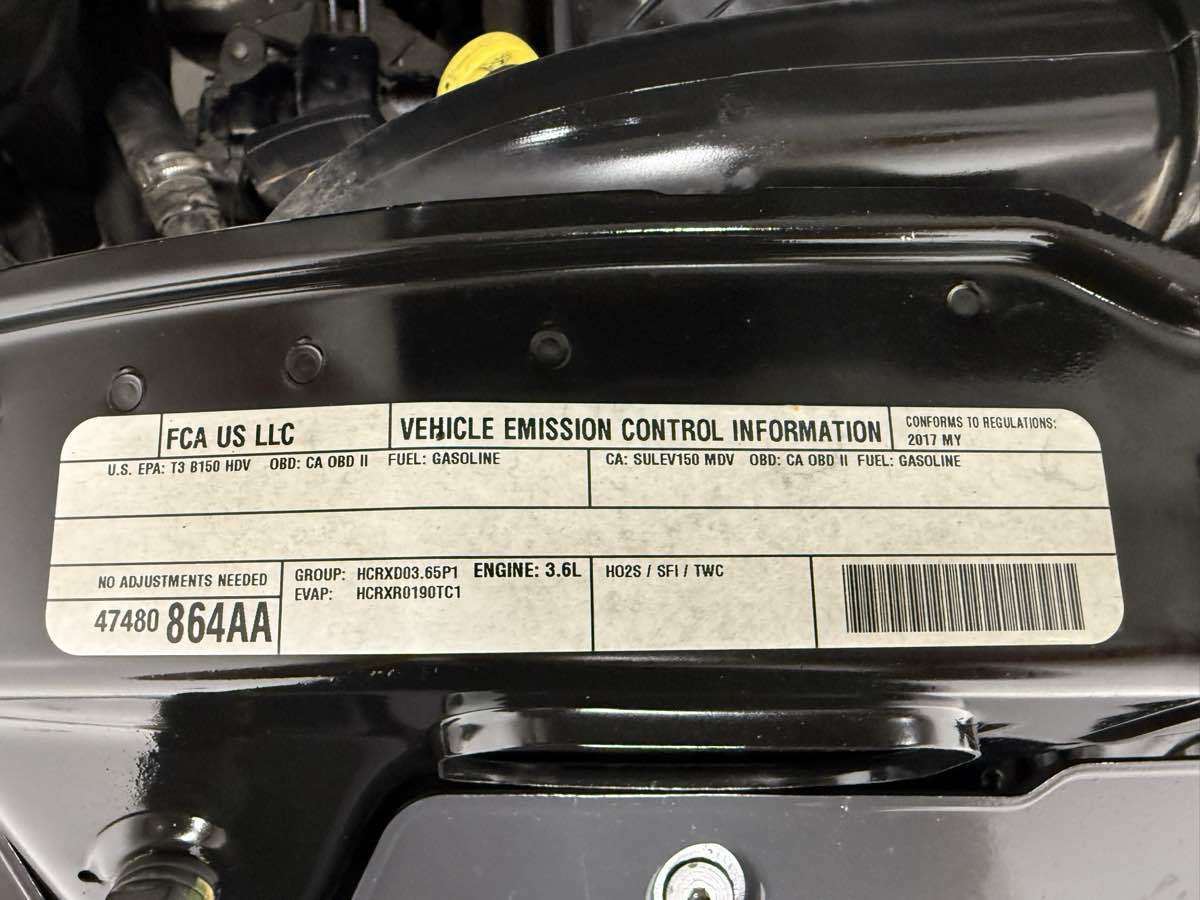 FCA US LLC
VEHICLE EMISSION CONTROL INFORMATION
CONFORMS TO REGULATIONS:
2017 MY
U.S. EPA: T3 B150 HDV OBD: CA OBD II FUEL: GASOLINE
CA: SULEV150 MDV OBD: CA OBD II FUEL: GASOLINE
NO ADJUSTMENTS NEEDED
47480 864AA
GROUP: HCRXD03.65P1 ENGINE: 3.6L
EVAP: HCRXR0190TC1
HO2S / SFI / TWC